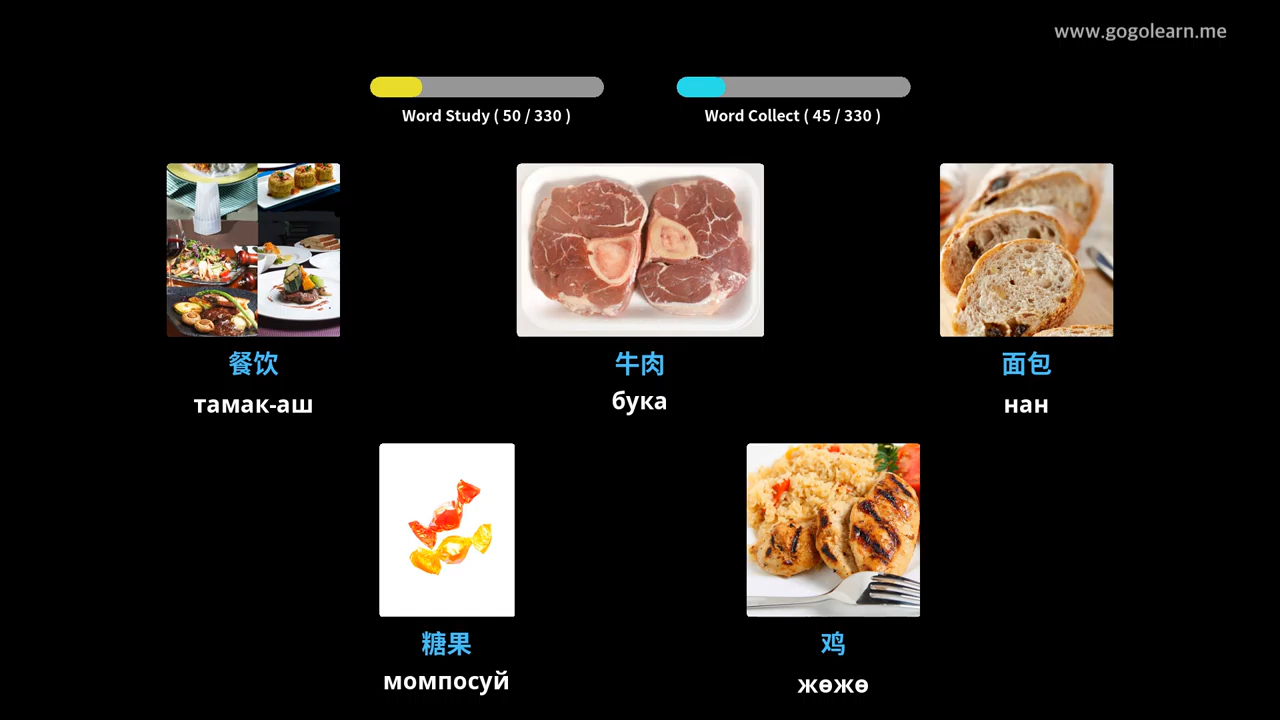 www.gogolearn.me
Word Study ( 50 / 330 )
Word Collect ( 45 / 330 )
餐饮
тамак-аш
牛肉
бука
面包
нан
糖果
момпосуй
鸡
жөжө